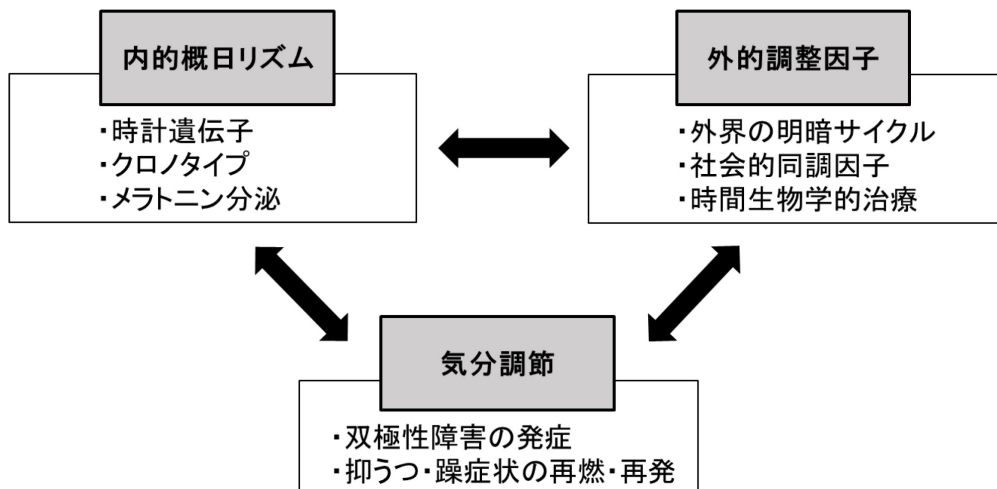 内的概日リズム
・時計遺伝子
・クロノタイプ
・メラトニン分泌
外的調整因子
・外界の明暗サイクル
・社会的同調因子
・時間生物学的治療
気分調節
・双極性障害の発症
・抑うつ・躁症状の再燃・再発